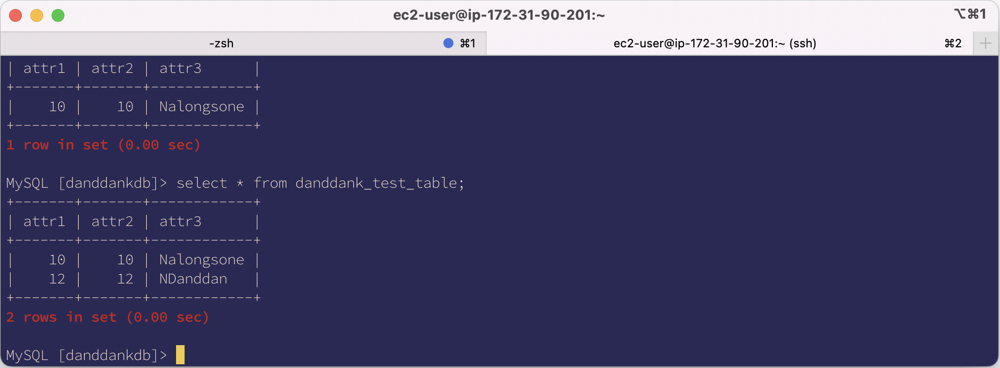 ec2-user@ip-172-31-90-201:~ ⌥⌘1
-zsh ⌘1 ec2-user@ip-172-31-90-201:~ (ssh) ⌘2 +
| attr1 | attr2 | attr3      |
+-------+-------+------------+
|    10 |    10 | Nalongsone |
+-------+-------+------------+
1 row in set (0.00 sec)
MySQL [danddankdb]> select * from danddank_test_table;
+-------+-------+------------+
| attr1 | attr2 | attr3      |
+-------+-------+------------+
|    10 |    10 | Nalongsone |
|    12 |    12 | NDanddan   |
+-------+-------+------------+
2 rows in set (0.00 sec)
MySQL [danddankdb]>